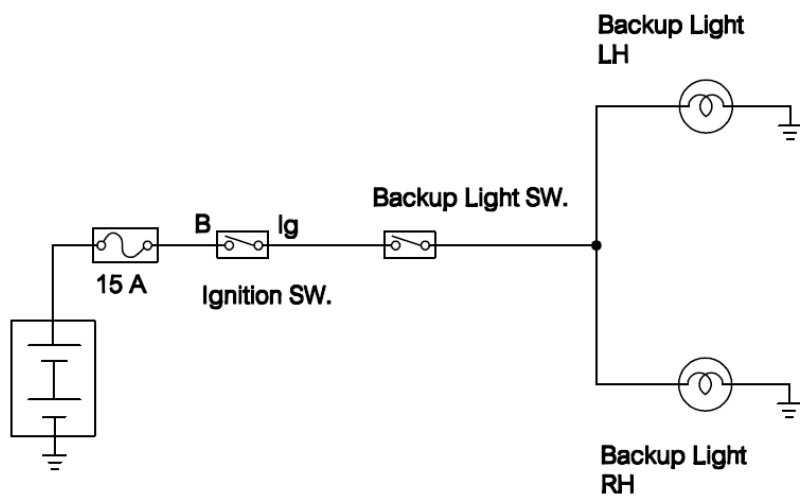 Backup Light
LH
Backup Light SW.
B
Ig
15 A
Ignition SW.
Backup Light
RH